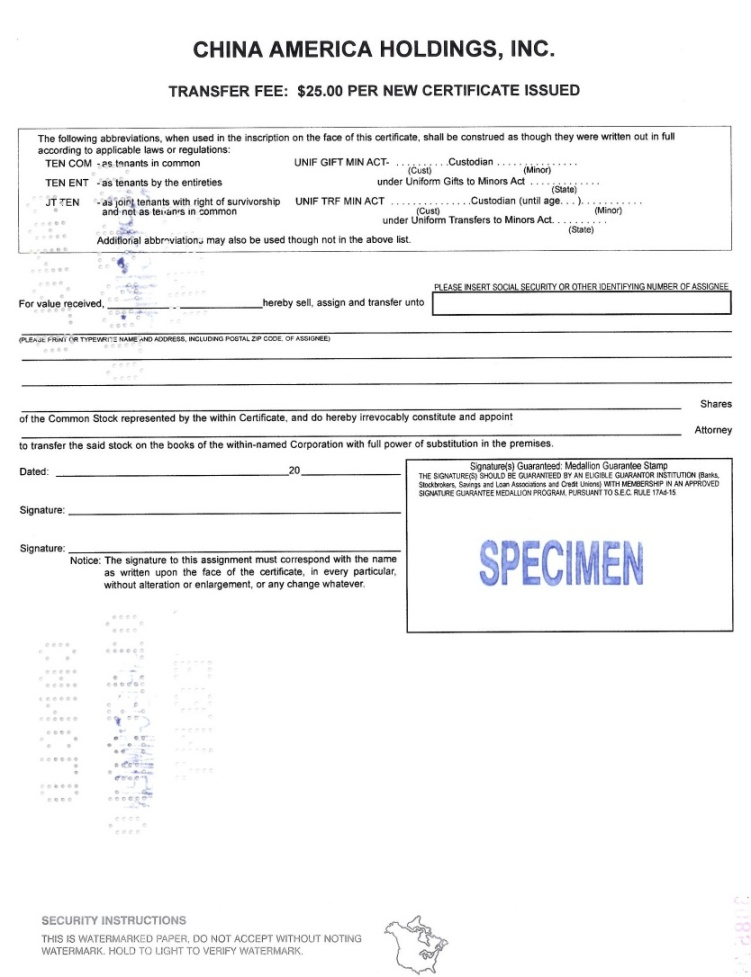 CHINA AMERICA HOLDINGS, INC.
TRANSFER FEE: $25.00 PER NEW CERTIFICATE ISSUED
The following abbreviations, when used in the inscription on the face of this certificate, shall be construed as though they were written out in full
according to applicable laws or regulations:
TEN COM - as tenants in common
UNIF GIFT MIN ACT- . . . . . . . . . .Custodian . . . . . . . . . . . . . .
(Cust) (Minor)
TEN ENT - as tenants by the entireties
under Uniform Gifts to Minors Act . . . . . . . . . . . .
(State)
JT TEN - as joint tenants with right of survivorship
and not as tenants in common
UNIF TRF MIN ACT . . . . . . . . . . . . . .Custodian (until age. . . ). . . . . . . . . . .
(Cust) (Minor)
under Uniform Transfers to Minors Act. . . . . . . . .
(State)
Additional abbreviations may also be used though not in the above list.
PLEASE INSERT SOCIAL SECURITY OR OTHER IDENTIFYING NUMBER OF ASSIGNEE
For value received, ____________________hereby sell, assign and transfer unto
(PLEASE PRINT OR TYPEWRITE NAME AND ADDRESS, INCLUDING POSTAL ZIP CODE, OF ASSIGNEE)
Shares
of the Common Stock represented by the within Certificate, and do hereby irrevocably constitute and appoint
Attorney
to transfer the said stock on the books of the within-named Corporation with full power of substitution in the premises.
Dated: ____________________20__________
Signature: ____________________
Signature: ____________________
Notice: The signature to this assignment must correspond with the name
as written upon the face of the certificate, in every particular,
without alteration or enlargement, or any change whatever.
Signature(s) Guaranteed: Medallion Guarantee Stamp
THE SIGNATURE(S) SHOULD BE GUARANTEED BY AN ELIGIBLE GUARANTOR INSTITUTION (Banks,
Stockbrokers, Savings and Loan Associations and Credit Unions) WITH MEMBERSHIP IN AN APPROVED
SIGNATURE GUARANTEE MEDALLION PROGRAM, PURSUANT TO S.E.C. RULE 17Ad-15
SPECIMEN
SECURITY INSTRUCTIONS
THIS IS WATERMARKED PAPER, DO NOT ACCEPT WITHOUT NOTING
WATERMARK. HOLD TO LIGHT TO VERIFY WATERMARK.